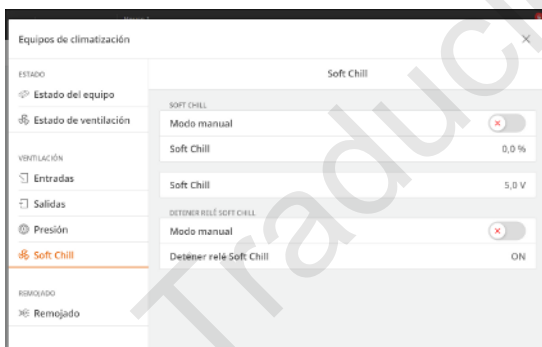 Equipos de climatización
ESTADO
Estado del equipo
Estado de ventilación
VENTILACIÓN
Entradas
Salidas
Presión
Soft Chill
REMOJADO
Remojado
Soft Chill
SOFT CHILL
Modo manual
Soft Chill 0,0 %
Soft Chill 5,0 V
DETENER RELÉ SOFT CHILL
Modo manual
Detener relé Soft Chill ON